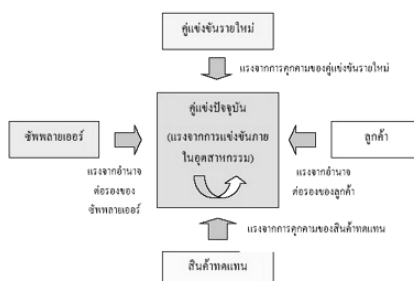 คู่แข่งขันรายใหม่
แรงจากการคุกคามของคู่แข่งขันรายใหม่
คู่แข่งปัจจุบัน
(แรงจากการแข่งขันภาย
ในอุตสาหกรรม)
ซัพพลายเออร์
ลูกค้า
แรงจากอำนาจ
ต่อรองของ
ซัพพลายเออร์
แรงจากอำนาจ
ต่อรองของลูกค้า
แรงจากการคุกคามของสินค้าทดแทน
สินค้าทดแทน